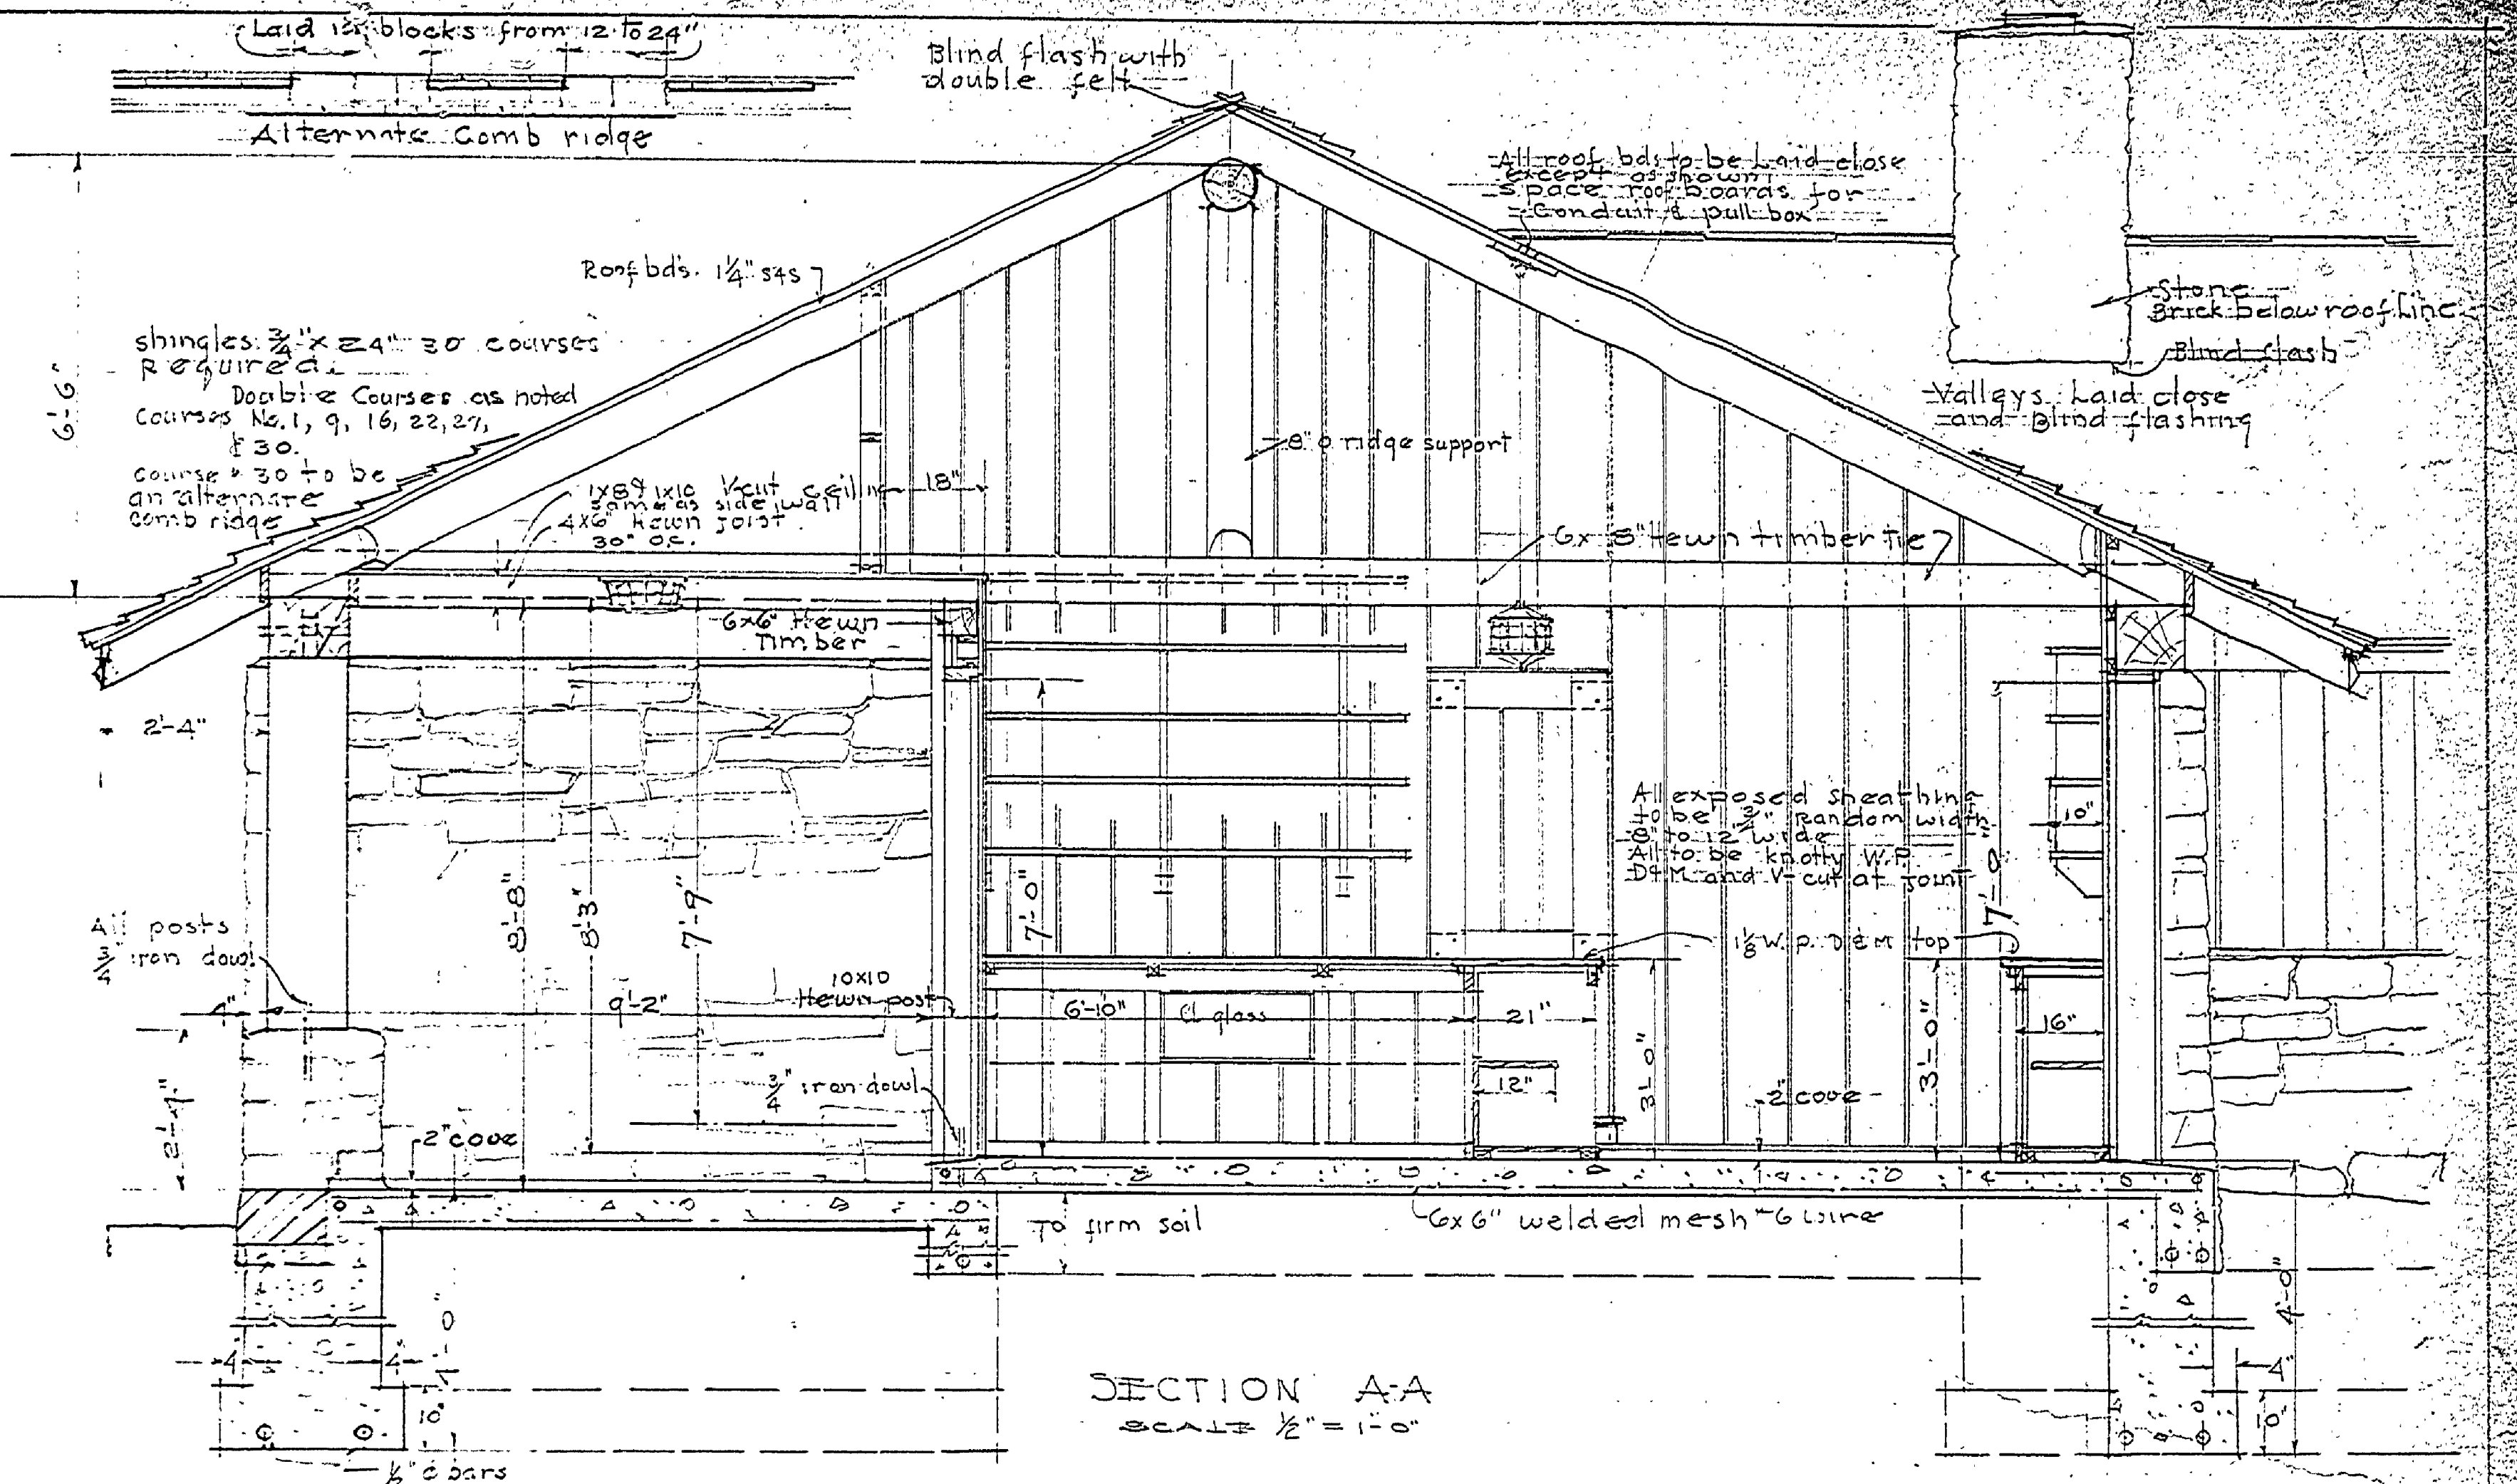 Laid in blocks from 12 to 24"
Alternate Comb ridge
Blind flash with
double felt
All roof bds to be Laid close
except as shown
space roof boards for
Conduit & pull box
Roof bds. 1¼" S4S
Stone
Brick below roof Line
Blind flash
Valleys Laid close
and Blind flashing
shingles ¾" x 24" 30 courses
Required.
Double Courses as noted
Courses No. 1, 9, 16, 22, 27,
& 30.
course # 30 to be
an alternate
comb ridge
6'-6"
8" ø ridge support
1x8 & 1x10 V-cut ceiling
same as side wall
4x6" Hewn Joist
30" O.C.
18"
6x8" Hewn timber tie
6x6" Hewn
Timber
2'-4"
All exposed sheathing
to be ¾" Random width
8" to 12" wide
All to be knotty W.P.
D&M and V-cut at joint
10"
8'-8"
8'-3"
7'-9"
7'-0"
7'-0"
All posts
¾" iron dowl
1⅛ W.P. D&M top
4"
9'-2"
10x10
Hewn post
6'-10"
Cl glass
21"
16"
3'-0"
3'-0"
12"
¾" iron dowl
2" cove
2" cove
To firm soil
6x6" welded mesh #6 wire
4"
4"
10"
½" ø bars
4'-0"
4"
10"
SECTION A-A
SCALE ½" = 1'-0"